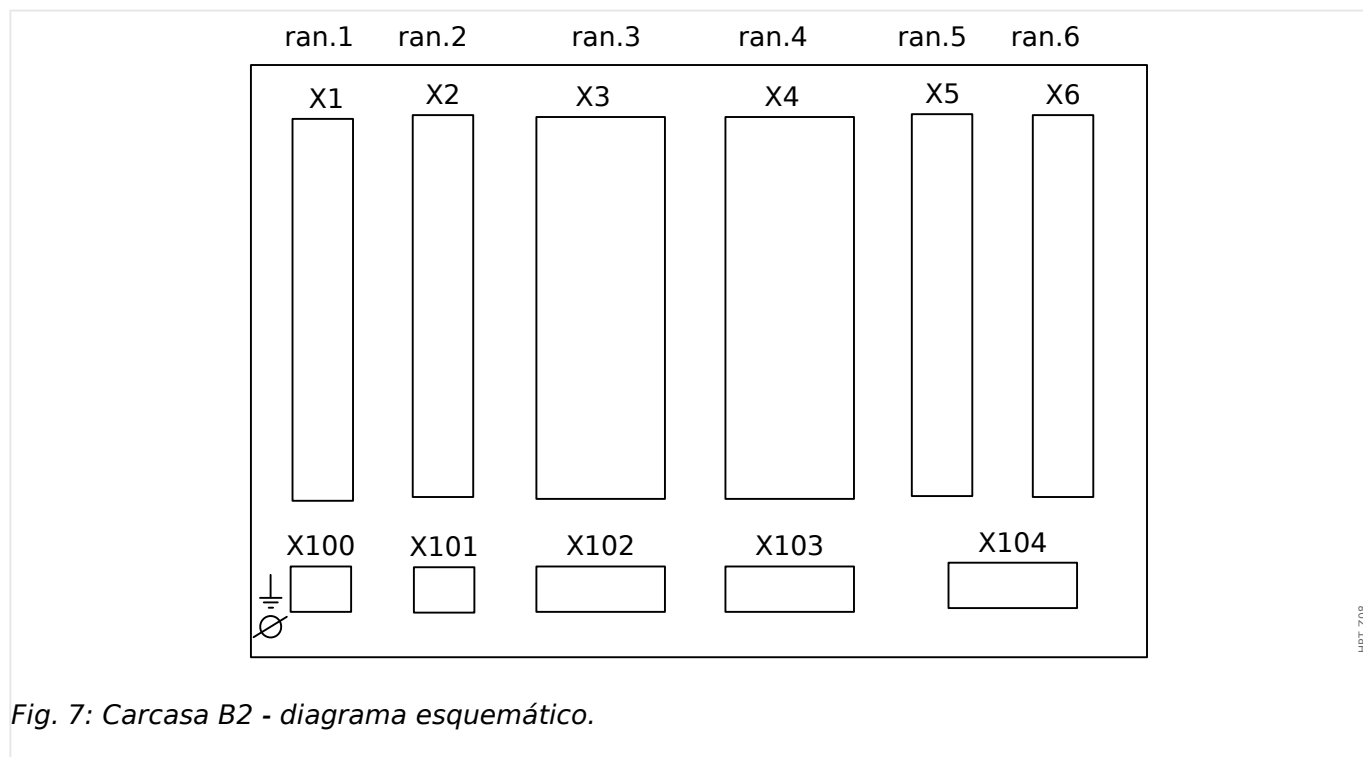 ran.1 ran.2 ran.3 ran.4 ran.5 ran.6
X1 X2 X3 X4 X5 X6
X100 X101 X102 X103 X104
Fig. 7: Carcasa B2 - diagrama esquemático.